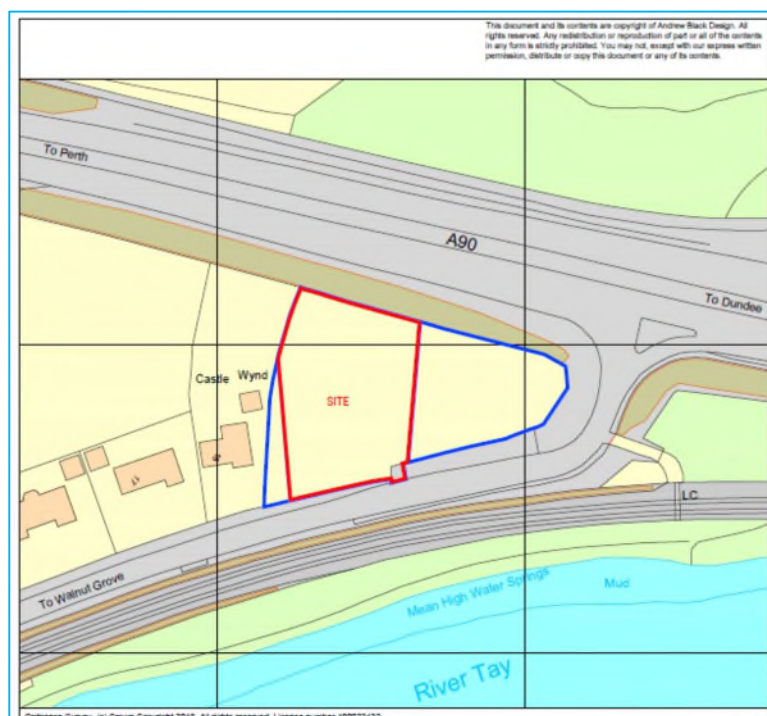 This document and its contents are copyright of Andrew Black Design. All
rights reserved. Any redistribution or reproduction of part or all of the contents
in any form is strictly prohibited. You may not, except with our express written
permission, distribute or copy this document or any of its contents.
To Perth
A90
To Dundee
Castle Wynd
SITE
LC
To Walnut Grove
Mean High Water Springs
Mud
River Tay